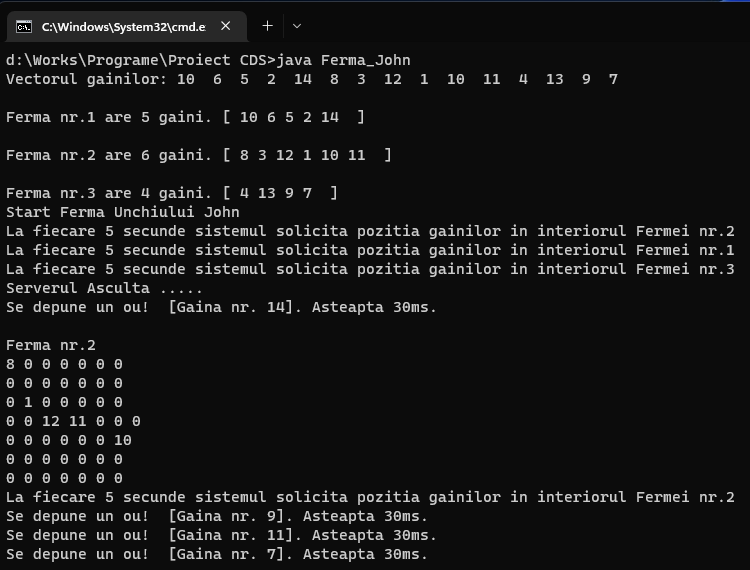 C:\Windows\System32\cmd.e
d:\Works\Programe\Proiect CDS>java Ferma_John
Vectorul gainilor: 10  6  5  2  14  8  3  12  1  10  11  4  13  9  7
Ferma nr.1 are 5 gaini. [ 10 6 5 2 14  ]
Ferma nr.2 are 6 gaini. [ 8 3 12 1 10 11  ]
Ferma nr.3 are 4 gaini. [ 4 13 9 7  ]
Start Ferma Unchiului John
La fiecare 5 secunde sistemul solicita pozitia gainilor in interiorul Fermei nr.2
La fiecare 5 secunde sistemul solicita pozitia gainilor in interiorul Fermei nr.1
La fiecare 5 secunde sistemul solicita pozitia gainilor in interiorul Fermei nr.3
Serverul Asculta .....
Se depune un ou!  [Gaina nr. 14]. Asteapta 30ms.
Ferma nr.2
8 0 0 0 0 0 0
0 0 0 0 0 0 0
0 1 0 0 0 0 0
0 0 12 11 0 0 0
0 0 0 0 0 0 10
0 0 0 0 0 0 0
0 0 0 0 0 0 0
La fiecare 5 secunde sistemul solicita pozitia gainilor in interiorul Fermei nr.2
Se depune un ou!  [Gaina nr. 9]. Asteapta 30ms.
Se depune un ou!  [Gaina nr. 11]. Asteapta 30ms.
Se depune un ou!  [Gaina nr. 7]. Asteapta 30ms.